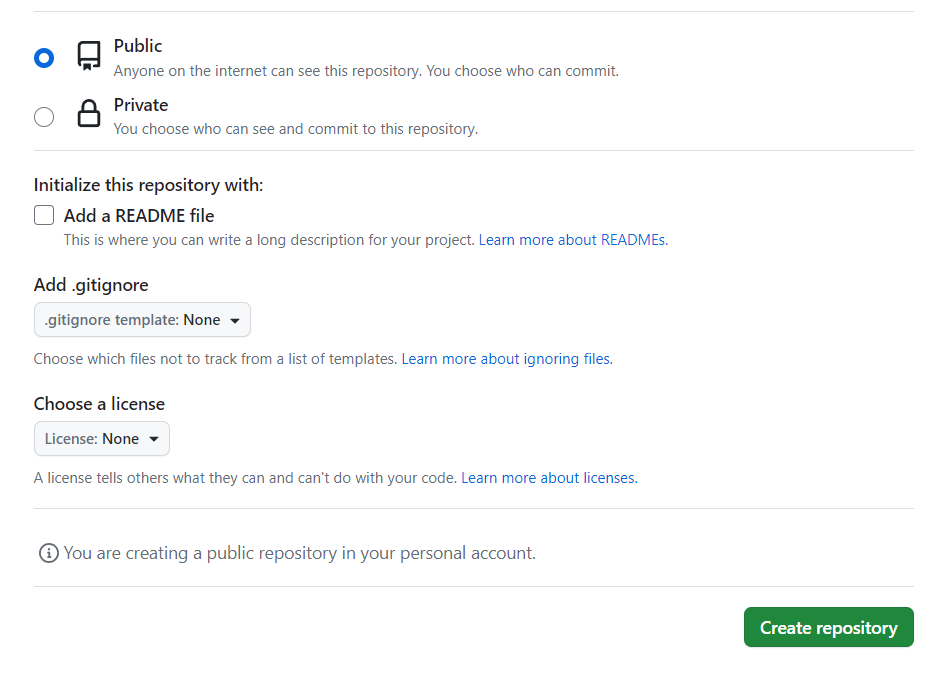 Public
Anyone on the internet can see this repository. You choose who can commit.
Private
You choose who can see and commit to this repository.
Initialize this repository with:
Add a README file
This is where you can write a long description for your project. Learn more about READMEs.
Add .gitignore
.gitignore template: None
Choose which files not to track from a list of templates. Learn more about ignoring files.
Choose a license
License: None
A license tells others what they can and can't do with your code. Learn more about licenses.
You are creating a public repository in your personal account.
Create repository